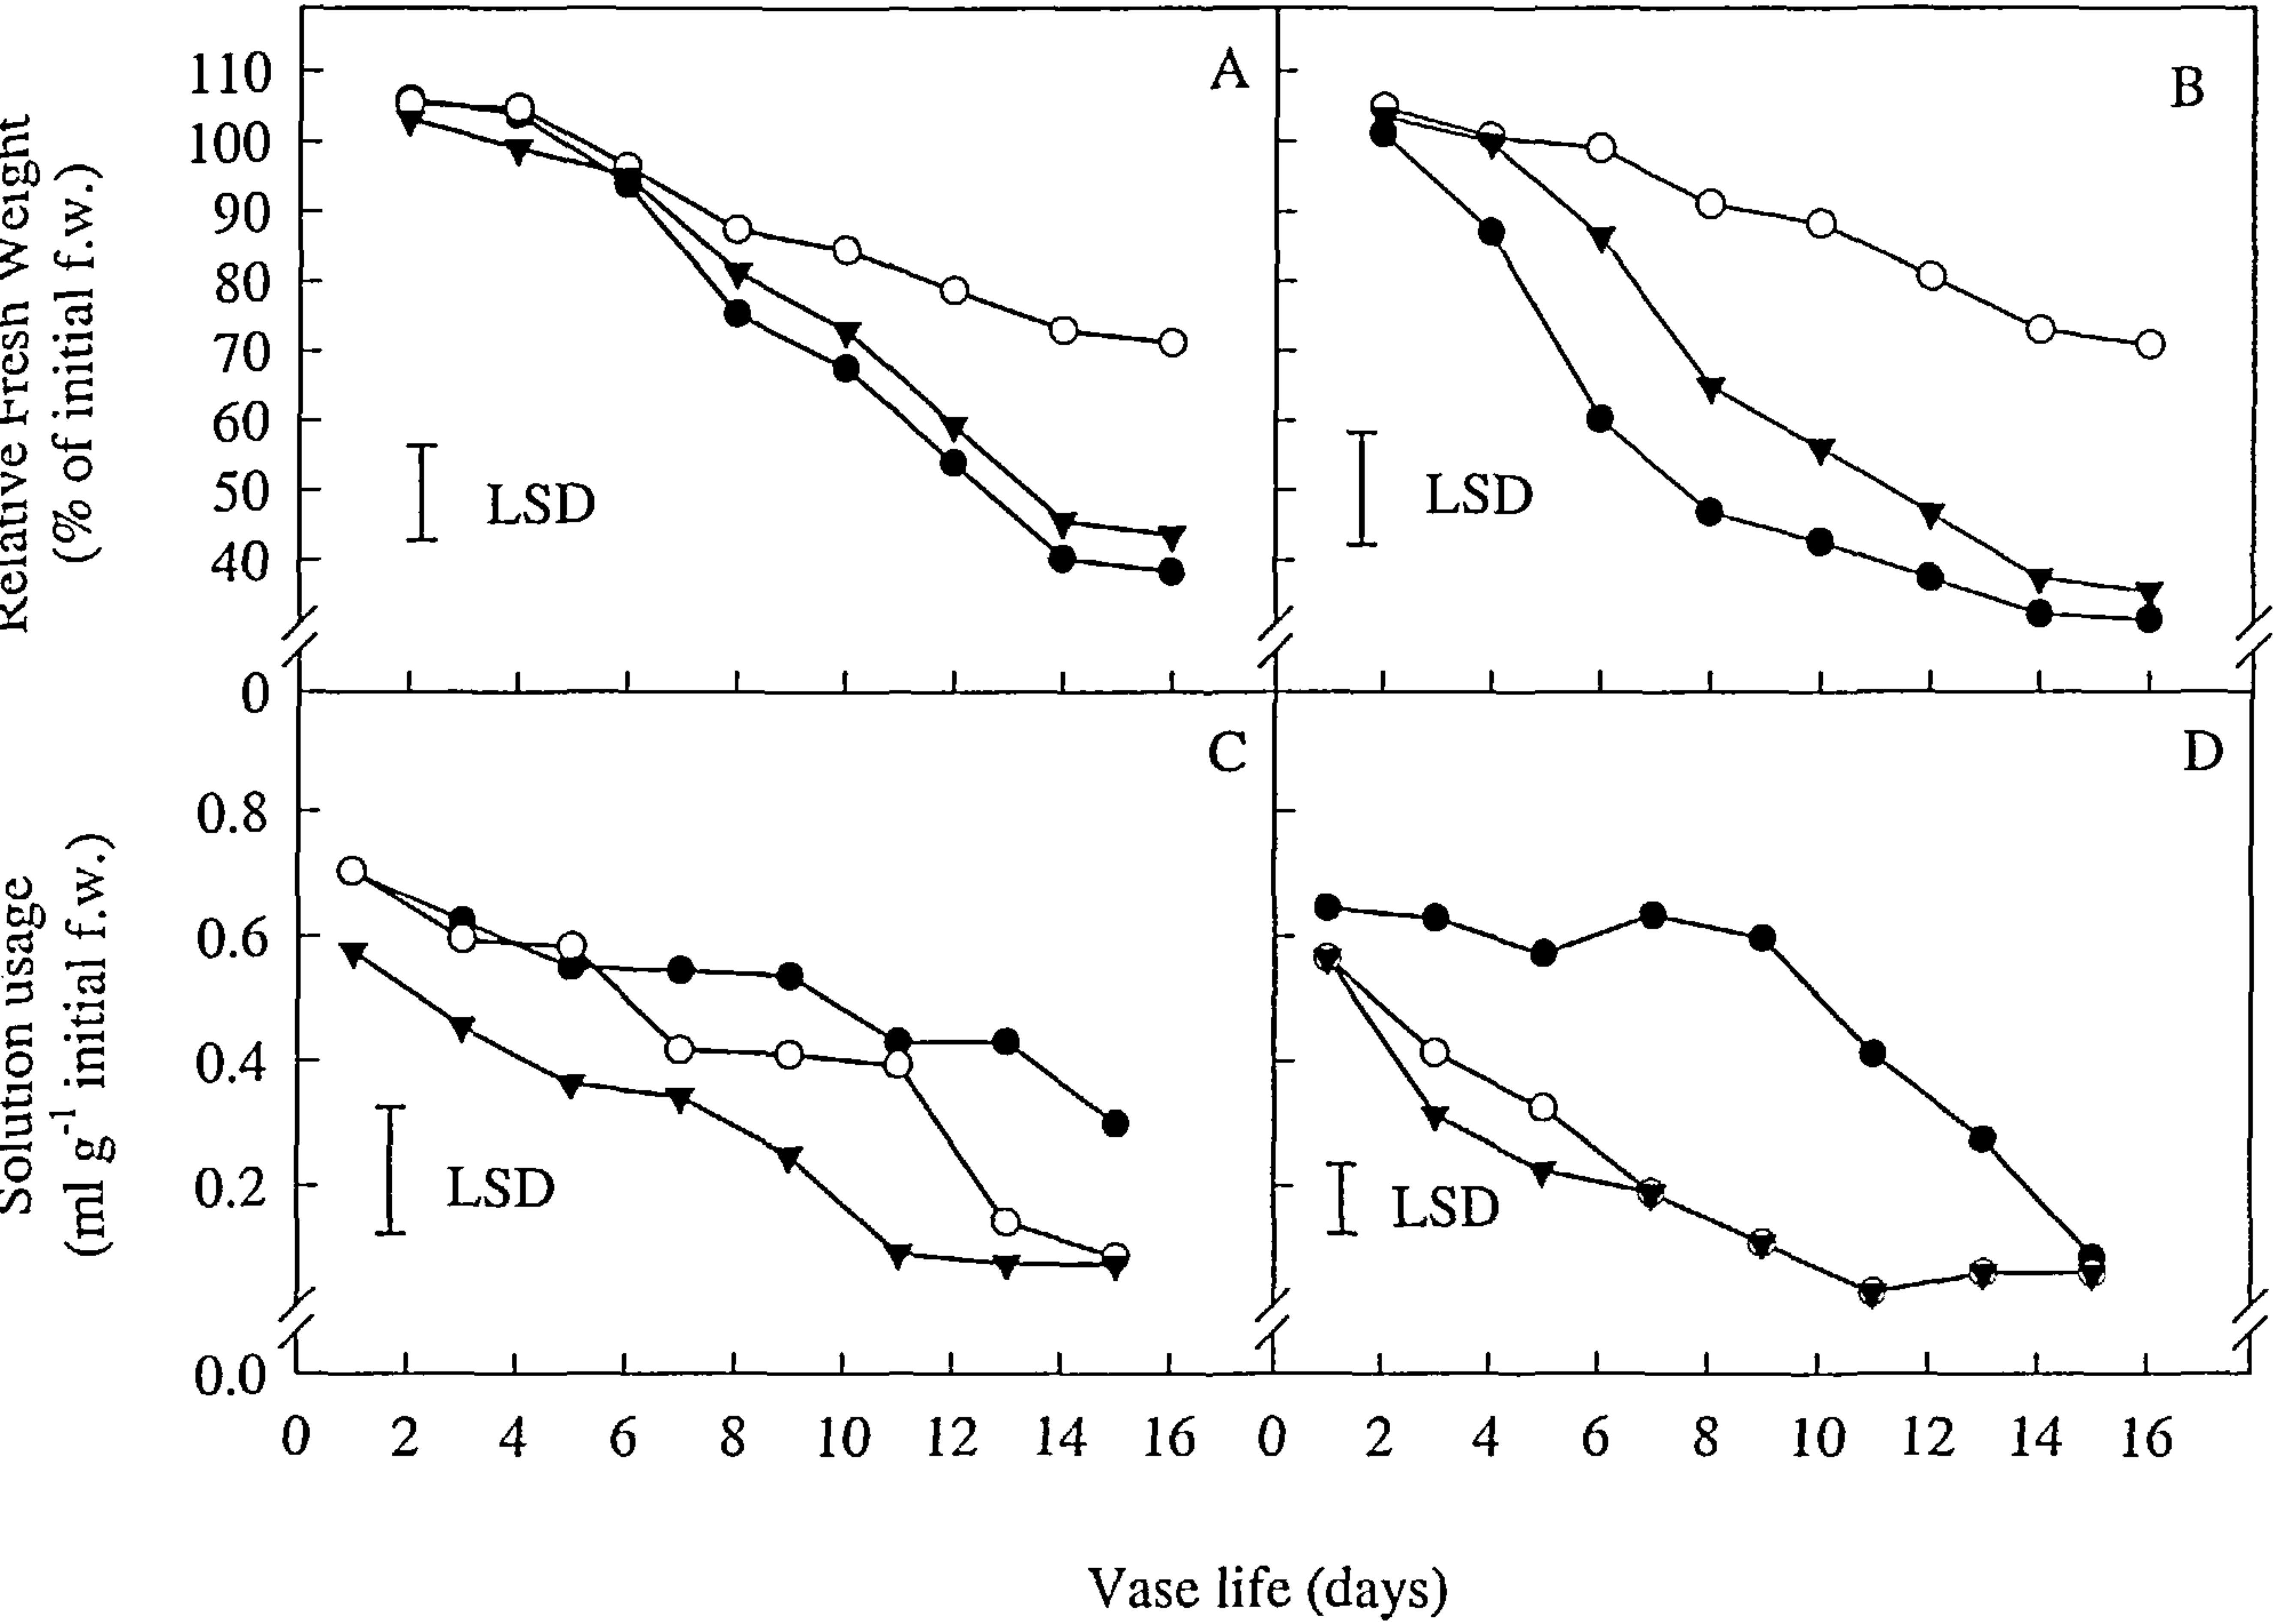 Relative Fresh Weight
(% of initial f.w.)
110
100
90
80
70
60
50
40
0
A
LSD
B
LSD
Solution usage
(ml g⁻¹ initial f.w.)
0.8
0.6
0.4
0.2
0.0
C
LSD
D
LSD
0 2 4 6 8 10 12 14 16 0 2 4 6 8 10 12 14 16
Vase life (days)